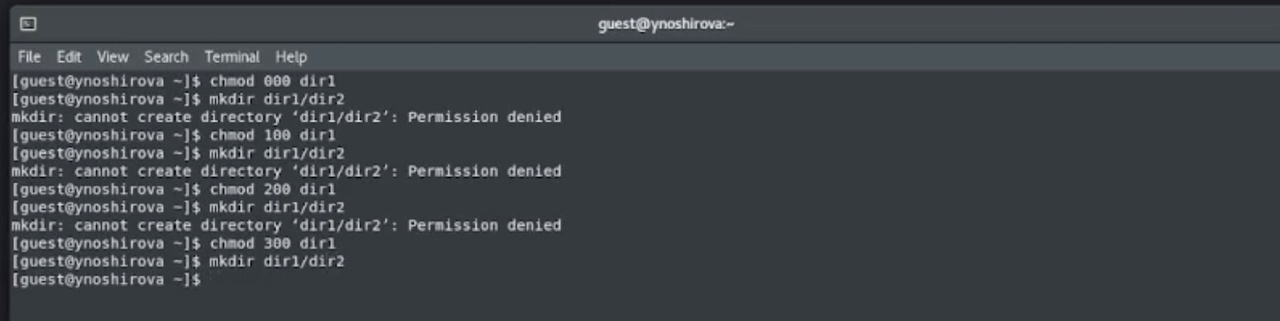 guest@ynoshirova:~
File Edit View Search Terminal Help
[guest@ynoshirova ~]$ chmod 000 dir1
[guest@ynoshirova ~]$ mkdir dir1/dir2
mkdir: cannot create directory ‘dir1/dir2’: Permission denied
[guest@ynoshirova ~]$ chmod 100 dir1
[guest@ynoshirova ~]$ mkdir dir1/dir2
mkdir: cannot create directory ‘dir1/dir2’: Permission denied
[guest@ynoshirova ~]$ chmod 200 dir1
[guest@ynoshirova ~]$ mkdir dir1/dir2
mkdir: cannot create directory ‘dir1/dir2’: Permission denied
[guest@ynoshirova ~]$ chmod 300 dir1
[guest@ynoshirova ~]$ mkdir dir1/dir2
[guest@ynoshirova ~]$